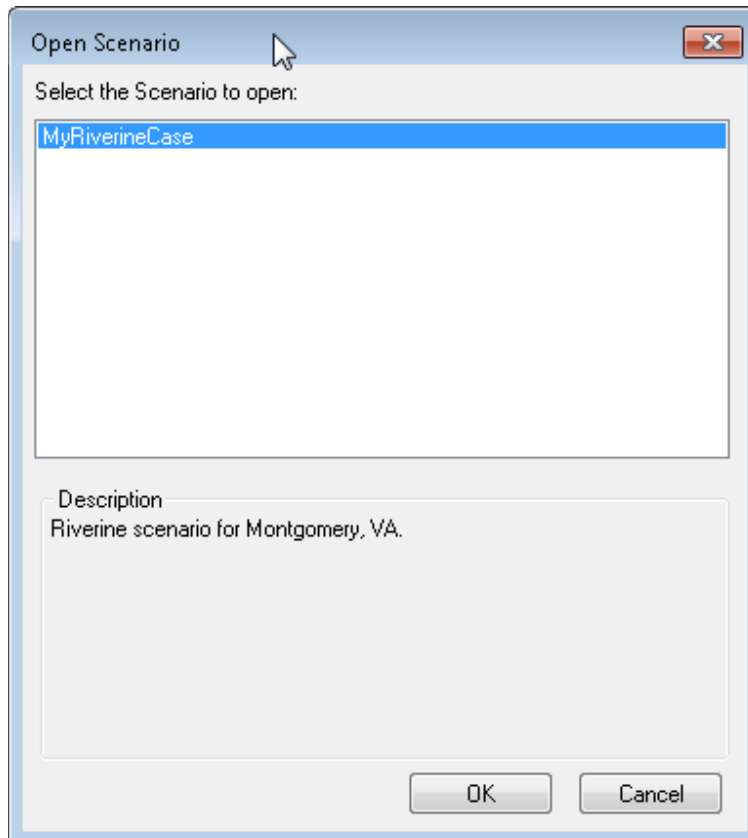 Open Scenario
Select the Scenario to open:
MyRiverineCase
Description
Riverine scenario for Montgomery, VA.
OK
Cancel